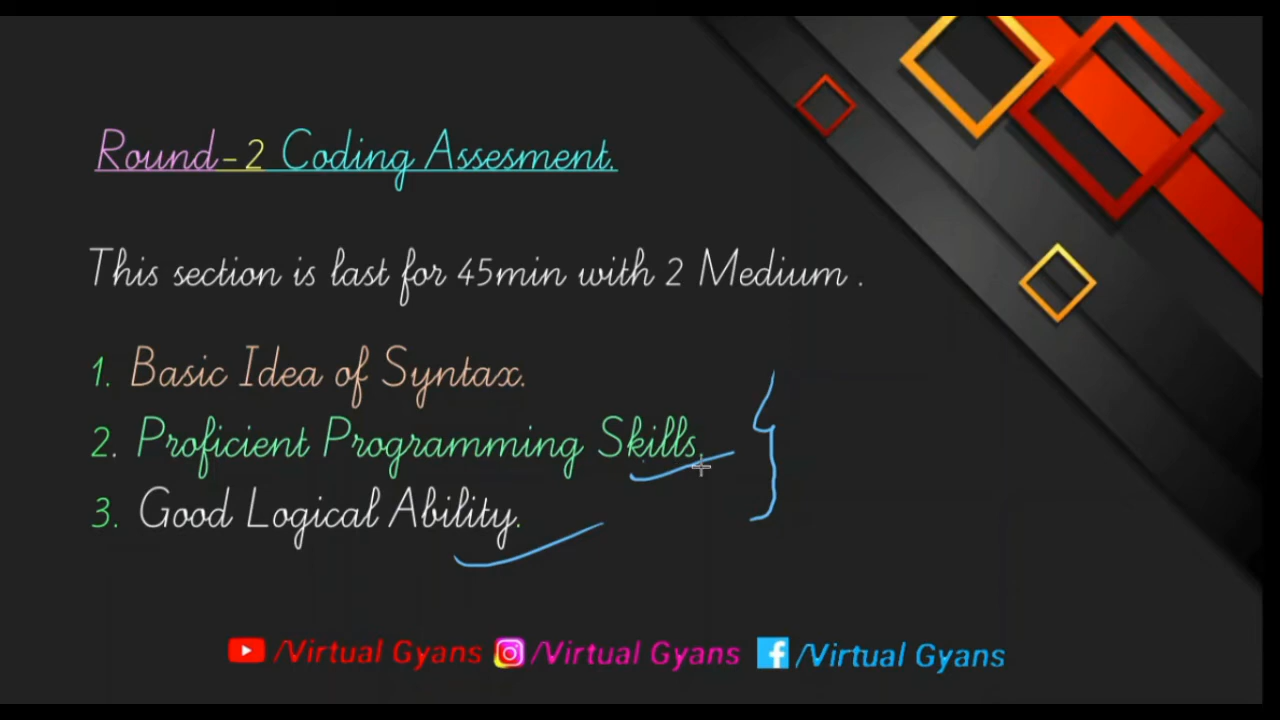 Round-2 Coding Assesment.
This section is last for 45min with 2 Medium .
1. Basic Idea of Syntax.
2. Proficient Programming Skills.
3. Good Logical Ability.
/Virtual Gyans /Virtual Gyans /Virtual Gyans